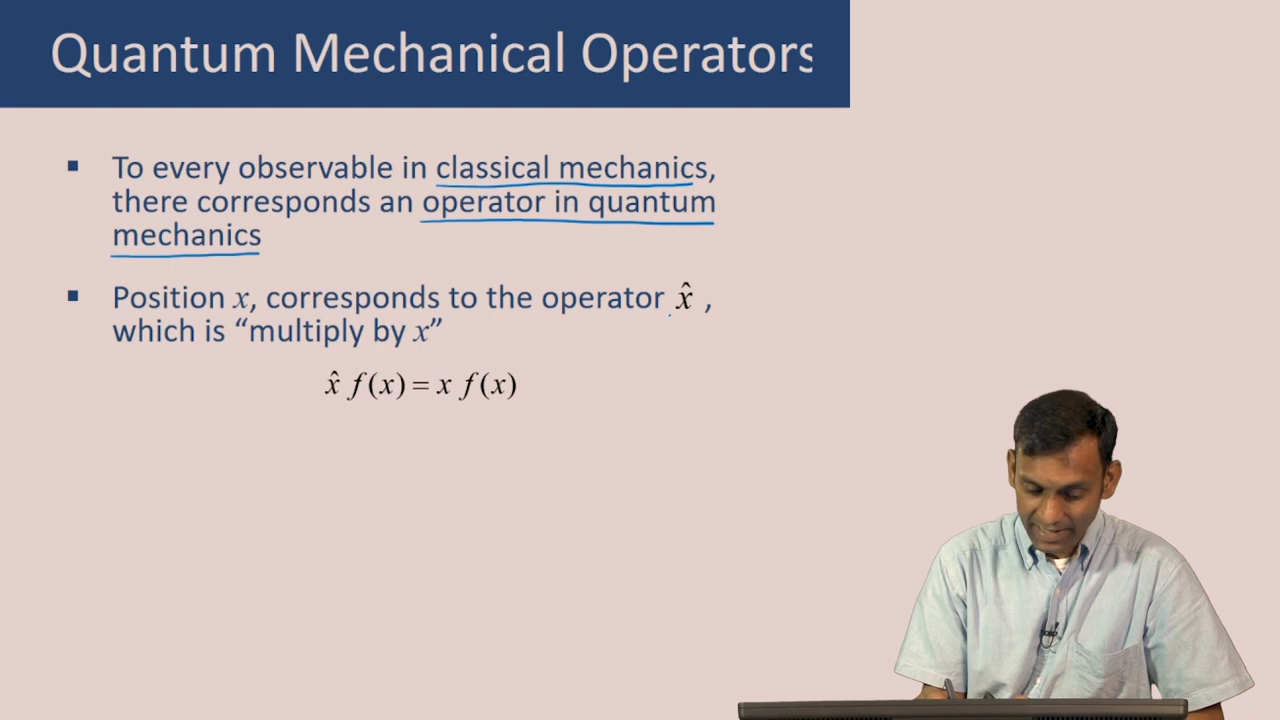 Quantum Mechanical Operators
▪ To every observable in classical mechanics,
there corresponds an operator in quantum
mechanics
▪ Position x, corresponds to the operator x̂ ,
which is “multiply by x”
x̂ f(x) = x f(x)